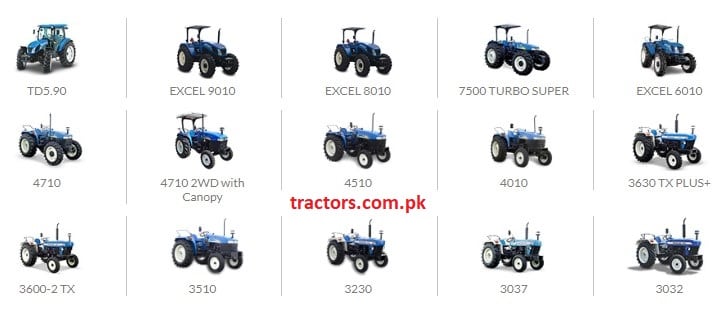 TD5.90
EXCEL 9010
EXCEL 8010
7500 TURBO SUPER
EXCEL 6010
4710
4710 2WD with
Canopy
4510
4010
3630 TX PLUS+
tractors.com.pk
3600-2 TX
3510
3230
3037
3032